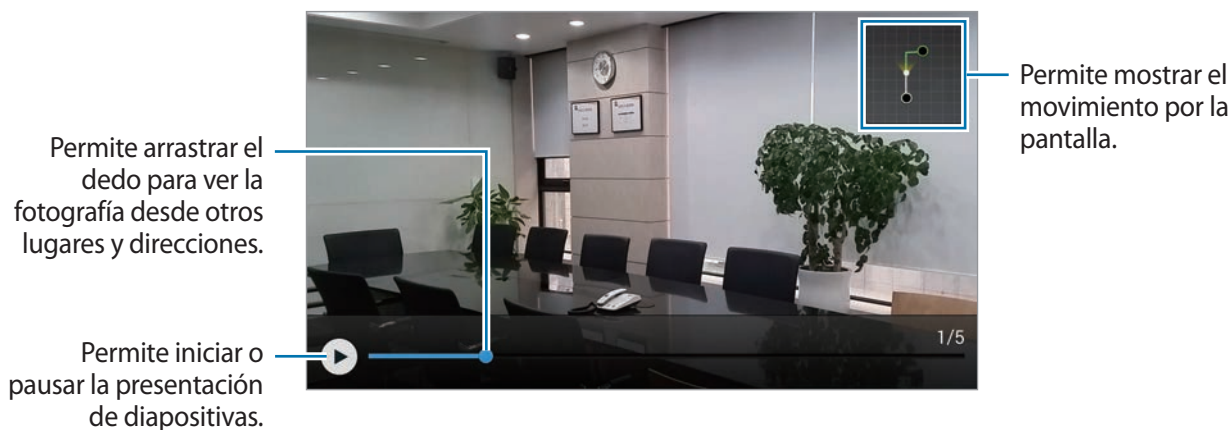 Permite arrastrar el
dedo para ver la
fotografía desde otros
lugares y direcciones.
Permite iniciar o
pausar la presentación
de diapositivas.
1/5
Permite mostrar el
movimiento por la
pantalla.